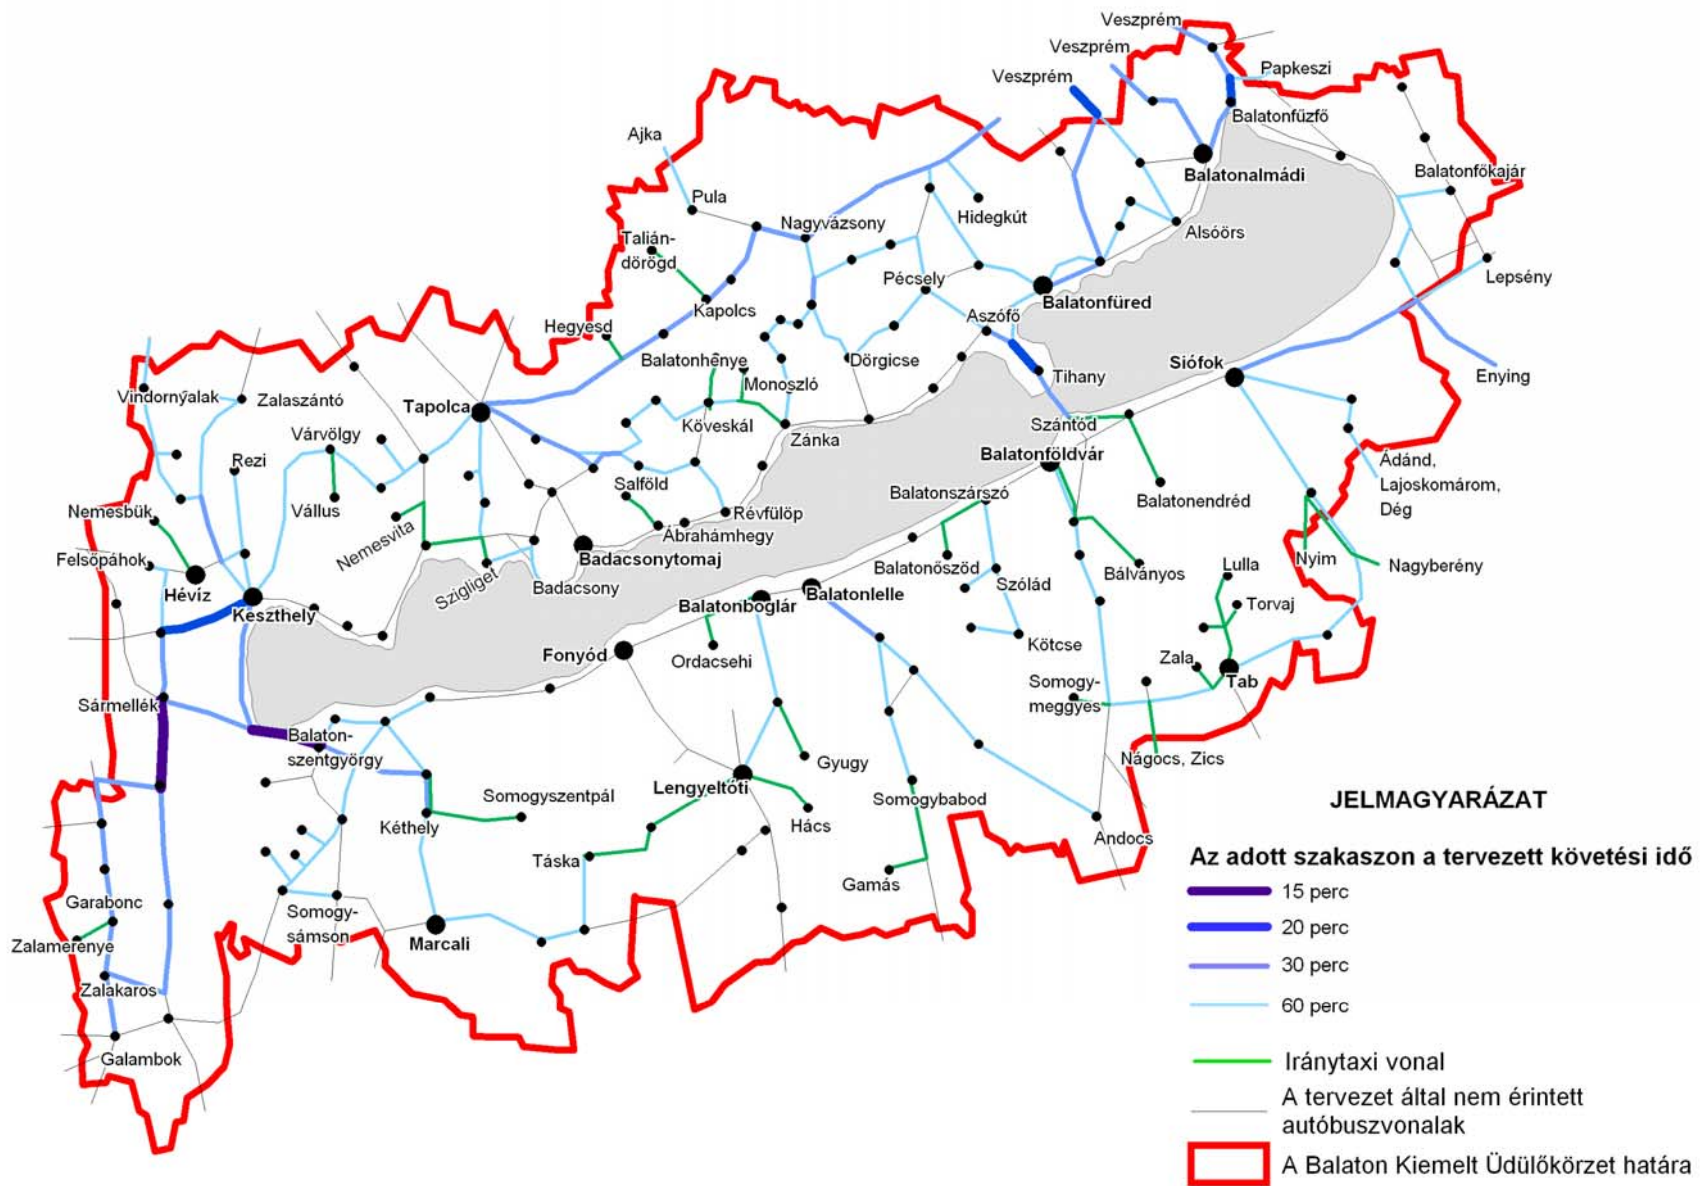 Veszprém
Veszprém
Veszprém
Papkeszi
Balatonfűzfő
Ajka
Balatonalmádi
Balatonfőkajár
Pula
Nagyvázsony
Hidegkút
Alsóörs
Talián-
dörögd
Pécsely
Lepsény
Kapolcs
Balatonfüred
Aszófő
Hegyesd
Balatonhenye
Dörgicse
Siófok
Monoszló
Tihany
Enying
Vindornyalak
Zalaszántó
Tapolca
Köveskál
Szántód
Várvölgy
Zánka
Balatonföldvár
Rezi
Ádánd,
Lajoskomárom,
Dég
Salföld
Balatonszárszó
Balatonendréd
Nemesbük
Vállus
Révfülöp
Nemesvita
Ábrahámhegy
Felsőpáhok
Badacsonytomaj
Balatonőszöd
Nyim
Nagyberény
Lulla
Bálványos
Szigliget
Badacsony
Szólád
Hévíz
Balatonlelle
Torvaj
Keszthely
Balatonboglár
Kötcse
Fonyód
Ordacsehi
Zala
Tab
Somogy-
meggyes
Sármellék
Balaton-
szentgyörgy
Nágocs, Zics
Gyugy
Lengyeltóti
Somogyszentpál
Somogybabod
Kéthely
Hács
Andocs
Táska
Gamás
Garabonc
Somogy-
sámson
Zalamerenye
Marcali
Zalakaros
Galambok
JELMAGYARÁZAT
Az adott szakaszon a tervezett követési idő
15 perc
20 perc
30 perc
60 perc
Iránytaxi vonal
A tervezet által nem érintett
autóbuszvonalak
A Balaton Kiemelt Üdülőkörzet határa